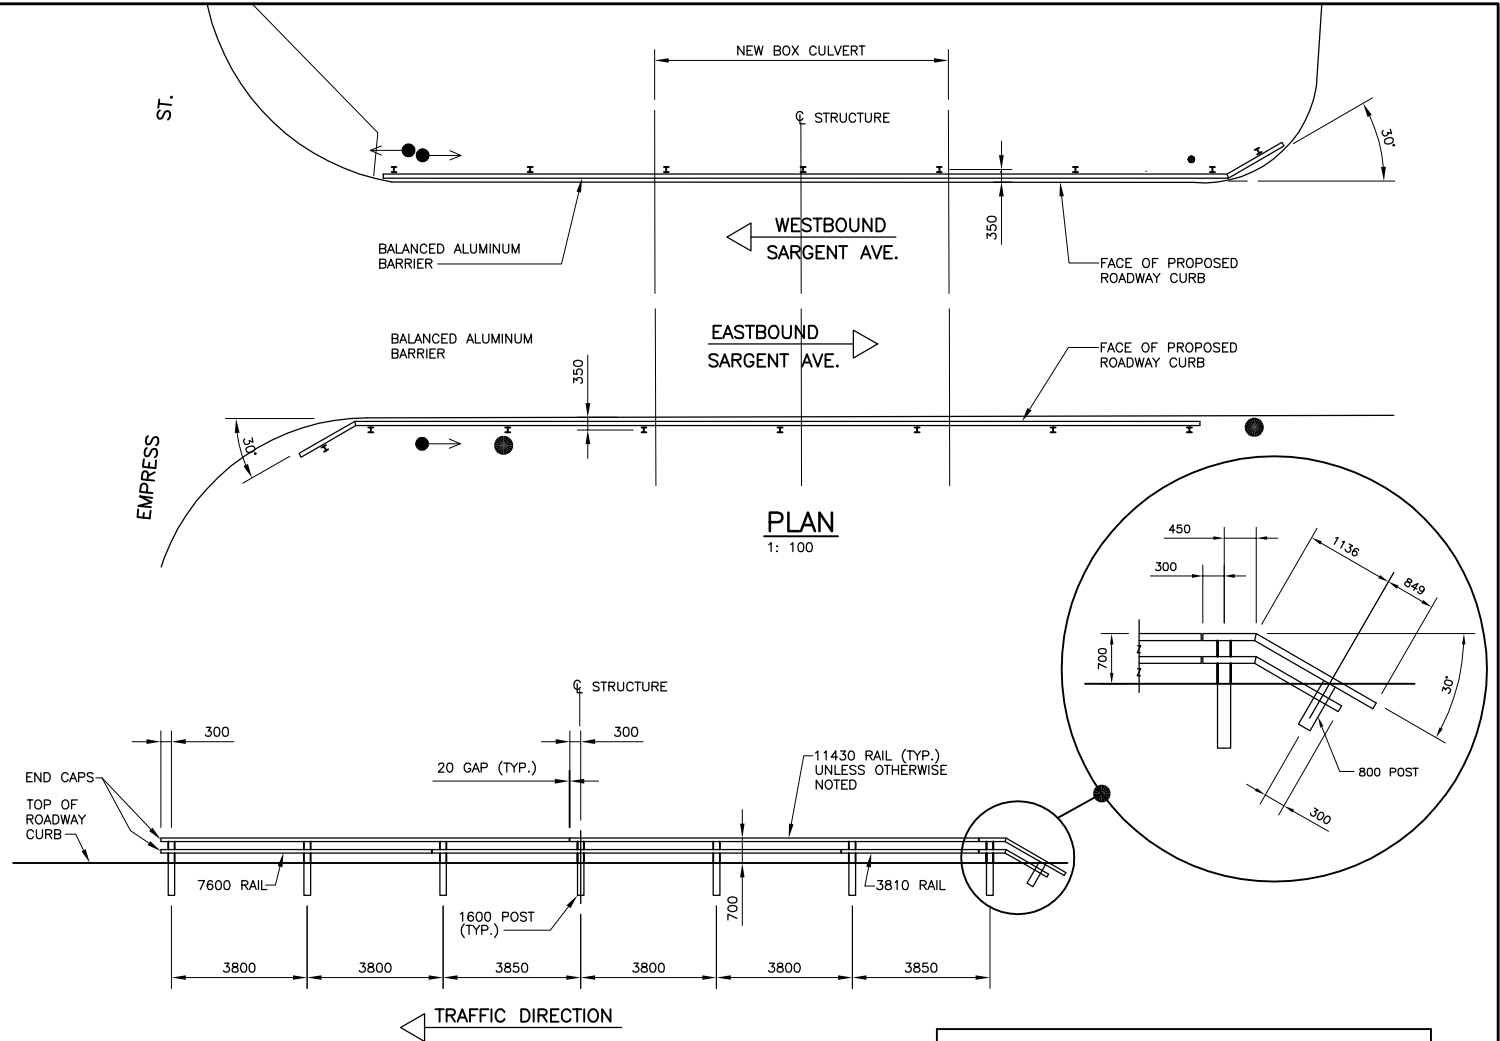 NEW BOX CULVERT
ST.
℄ STRUCTURE
30°
350
WESTBOUND
SARGENT AVE.
BALANCED ALUMINUM
BARRIER
FACE OF PROPOSED
ROADWAY CURB
EASTBOUND
SARGENT AVE.
BALANCED ALUMINUM
BARRIER
FACE OF PROPOSED
ROADWAY CURB
350
30°
EMPRESS
PLAN
1: 100
450
1136
300
849
700
Z
Z
30°
800 POST
300
℄ STRUCTURE
300
300
20 GAP (TYP.)
11430 RAIL (TYP.)
UNLESS OTHERWISE
NOTED
END CAPS
TOP OF
ROADWAY
CURB
7600 RAIL
3810 RAIL
1600 POST
(TYP.)
700
3800
3800
3850
3800
3800
3850
TRAFFIC DIRECTION